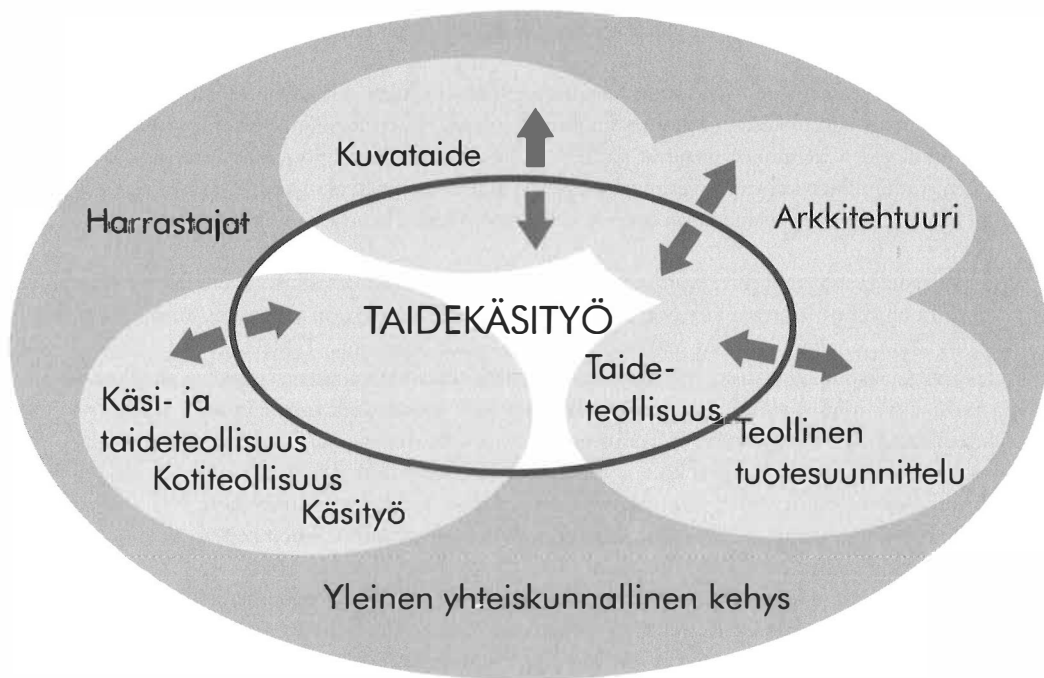 Kuvataide
Harrastajat
Arkkitehtuuri
TAIDEKÄSITYÖ
Taide-
teollisuus
Teollinen
tuotesuunnittelu
Käsi- ja
taideteollisuus
Kotiteollisuus
Käsityö
Yleinen yhteiskunnallinen kehys